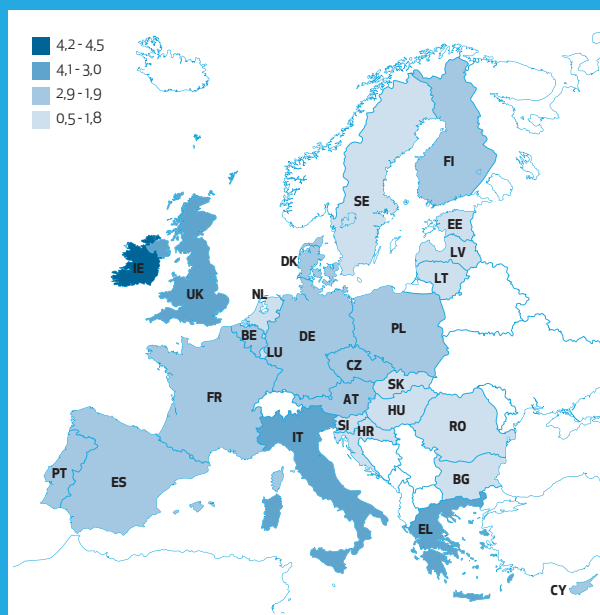 4,2 - 4,5
4,1 - 3,0
2,9 - 1,9
0,5 - 1,8
FI
SE
EE
LV
LT
DK
IE
UK
NL
BE
DE
PL
LU
CZ
FR
AT
SK
HU
SI
HR
RO
IT
PT
ES
BG
EL
CY